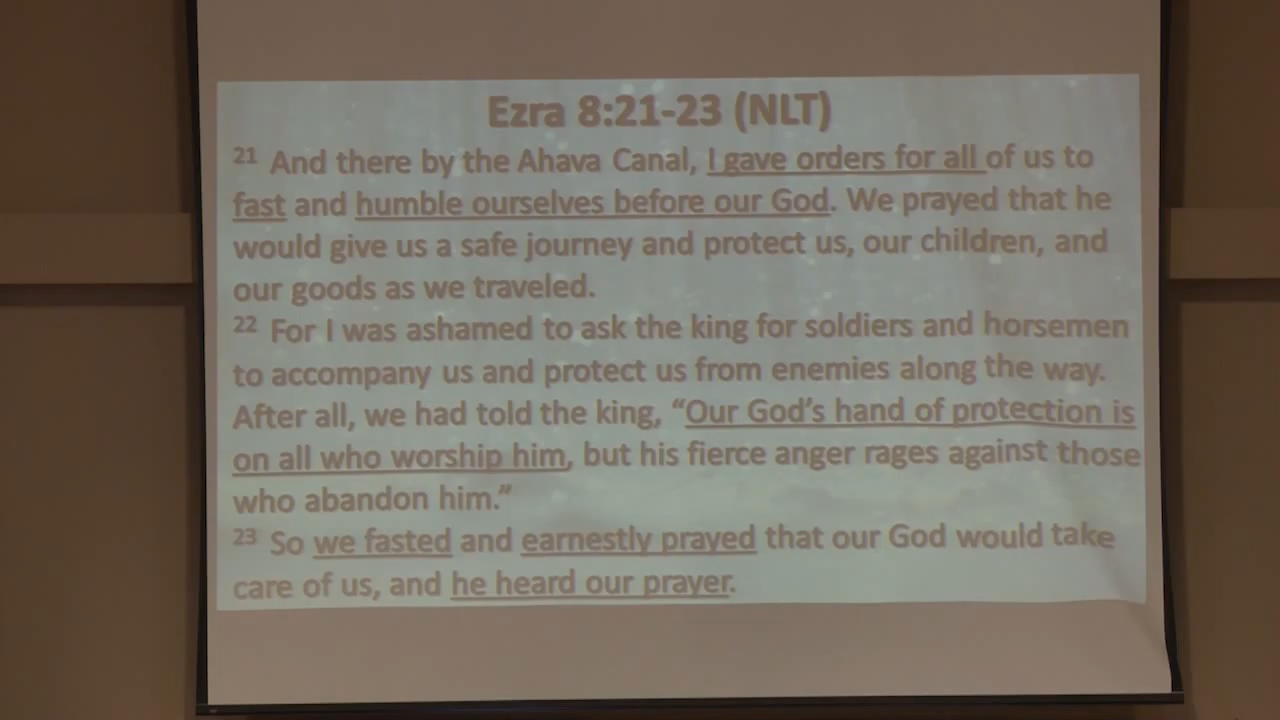 Ezra 8:21-23 (NLT)
21 And there by the Ahava Canal, I gave orders for all of us to
fast and humble ourselves before our God. We prayed that he
would give us a safe journey and protect us, our children, and
our goods as we traveled.
22 For I was ashamed to ask the king for soldiers and horsemen
to accompany us and protect us from enemies along the way.
After all, we had told the king, “Our God’s hand of protection is
on all who worship him, but his fierce anger rages against those
who abandon him.”
23 So we fasted and earnestly prayed that our God would take
care of us, and he heard our prayer.